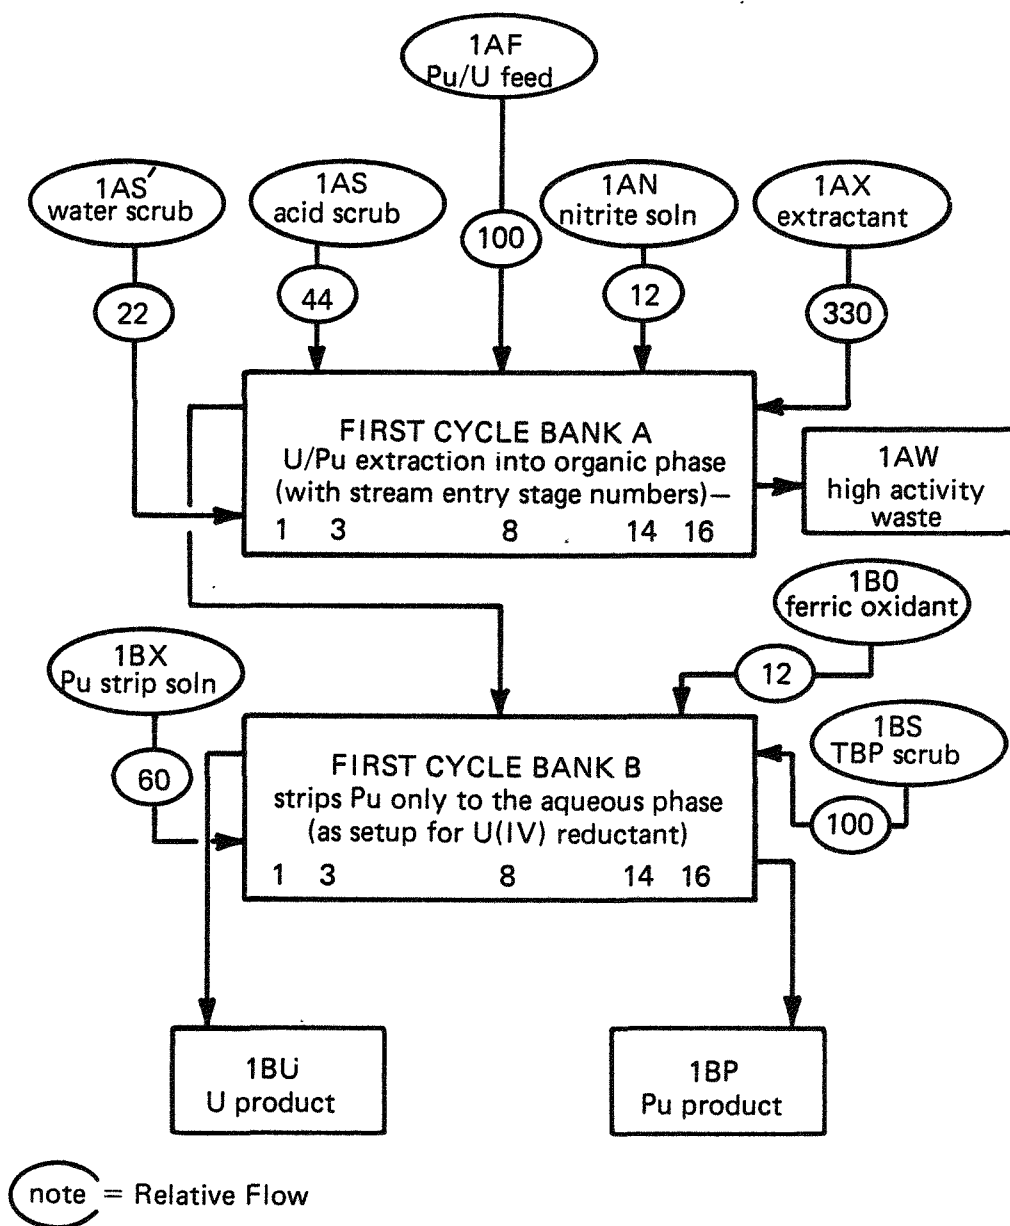 1AF
Pu/U feed
1AS′
water scrub
1AS
acid scrub
1AN
nitrite soln
1AX
extractant
100
22
44
12
330
FIRST CYCLE BANK A
U/Pu extraction into organic phase
(with stream entry stage numbers)—
1 3 8 14 16
1AW
high activity
waste
1BO
ferric oxidant
1BX
Pu strip soln
12
1BS
TBP scrub
60
FIRST CYCLE BANK B
strips Pu only to the aqueous phase
(as setup for U(IV) reductant)
100
1 3 8 14 16
1BU
U product
1BP
Pu product
note = Relative Flow